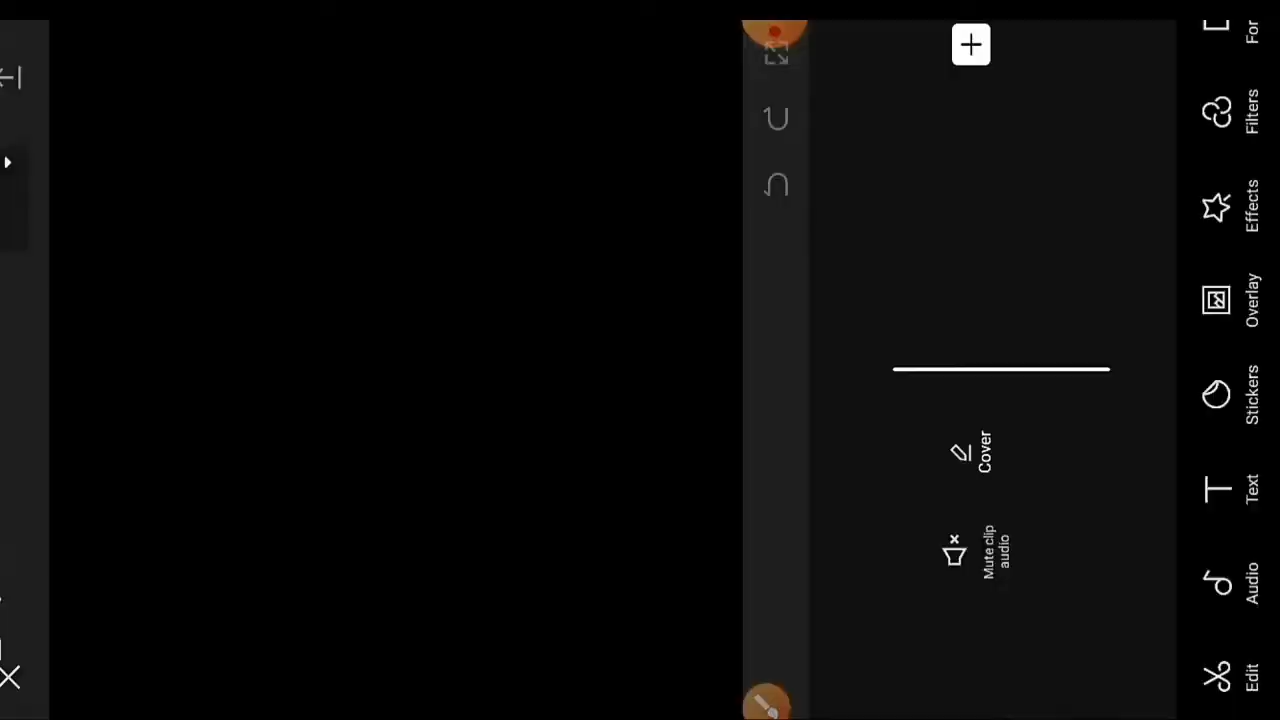 Cover
Mute clip
audio
Edit
Audio
Text
Stickers
Overlay
Effects
Filters
For